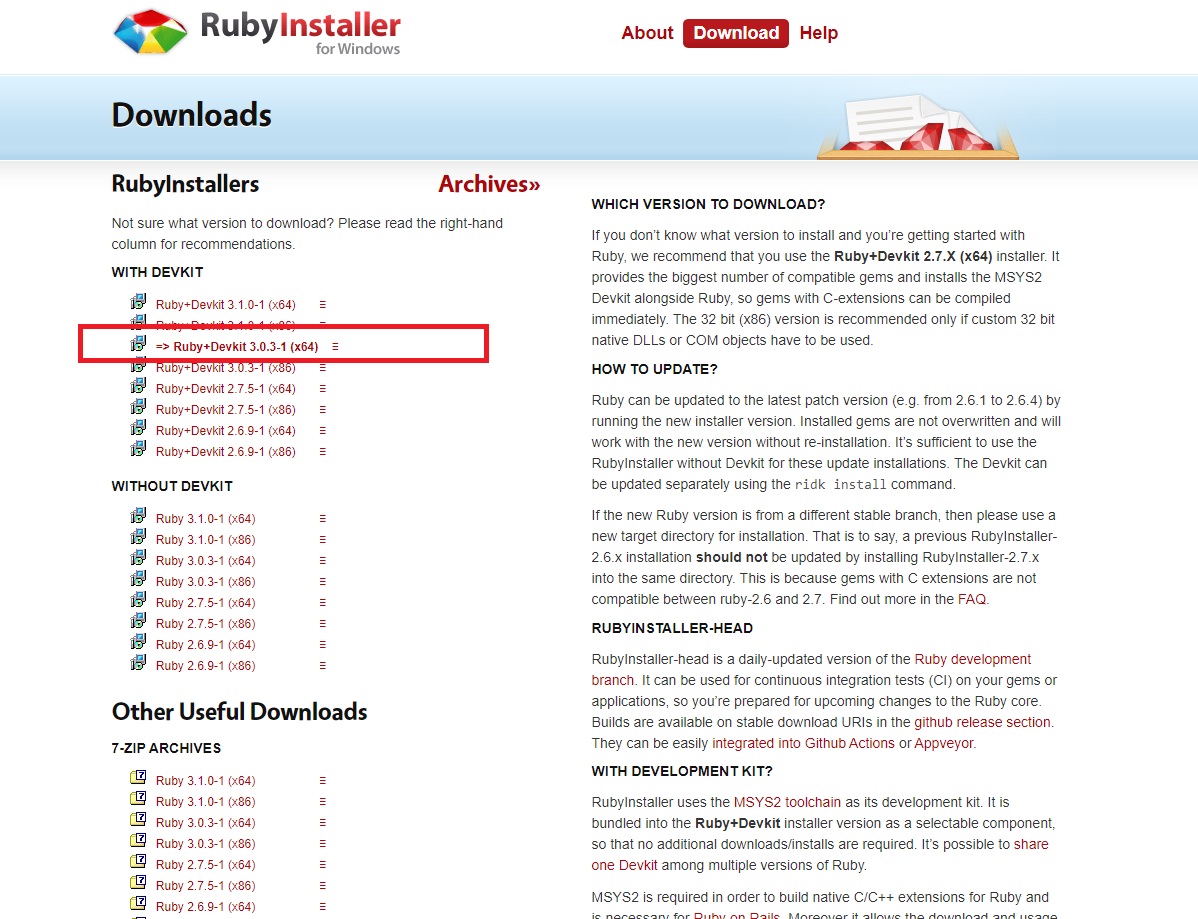 RubyInstaller
for Windows
About Download Help
Downloads
RubyInstallers Archives»
Not sure what version to download? Please read the right-hand
column for recommendations.
WITH DEVKIT
Ruby+Devkit 3.1.0-1 (x64)
Ruby+Devkit 3.1.0-1 (x86)
=> Ruby+Devkit 3.0.3-1 (x64)
Ruby+Devkit 3.0.3-1 (x86)
Ruby+Devkit 2.7.5-1 (x64)
Ruby+Devkit 2.7.5-1 (x86)
Ruby+Devkit 2.6.9-1 (x64)
Ruby+Devkit 2.6.9-1 (x86)
WITHOUT DEVKIT
Ruby 3.1.0-1 (x64)
Ruby 3.1.0-1 (x86)
Ruby 3.0.3-1 (x64)
Ruby 3.0.3-1 (x86)
Ruby 2.7.5-1 (x64)
Ruby 2.7.5-1 (x86)
Ruby 2.6.9-1 (x64)
Ruby 2.6.9-1 (x86)
Other Useful Downloads
7-ZIP ARCHIVES
Ruby 3.1.0-1 (x64)
Ruby 3.1.0-1 (x86)
Ruby 3.0.3-1 (x64)
Ruby 3.0.3-1 (x86)
Ruby 2.7.5-1 (x64)
Ruby 2.7.5-1 (x86)
Ruby 2.6.9-1 (x64)
WHICH VERSION TO DOWNLOAD?
If you don’t know what version to install and you’re getting started with
Ruby, we recommend that you use the Ruby+Devkit 2.7.X (x64) installer. It
provides the biggest number of compatible gems and installs the MSYS2
Devkit alongside Ruby, so gems with C-extensions can be compiled
immediately. The 32 bit (x86) version is recommended only if custom 32 bit
native DLLs or COM objects have to be used.
HOW TO UPDATE?
Ruby can be updated to the latest patch version (e.g. from 2.6.1 to 2.6.4) by
running the new installer version. Installed gems are not overwritten and will
work with the new version without re-installation. It’s sufficient to use the
RubyInstaller without Devkit for these update installations. The Devkit can
be updated separately using the ridk install command.
If the new Ruby version is from a different stable branch, then please use a
new target directory for installation. That is to say, a previous RubyInstaller-
2.6.x installation should not be updated by installing RubyInstaller-2.7.x
into the same directory. This is because gems with C extensions are not
compatible between ruby-2.6 and 2.7. Find out more in the FAQ.
RUBYINSTALLER-HEAD
RubyInstaller-head is a daily-updated version of the Ruby development
branch. It can be used for continuous integration tests (CI) on your gems or
applications, so you’re prepared for upcoming changes to the Ruby core.
Builds are available on stable download URIs in the github release section.
They can be easily integrated into Github Actions or Appveyor.
WITH DEVELOPMENT KIT?
RubyInstaller uses the MSYS2 toolchain as its development kit. It is
bundled into the Ruby+Devkit installer version as a selectable component,
so that no additional downloads/installs are required. It’s possible to share
one Devkit among multiple versions of Ruby.
MSYS2 is required in order to build native C/C++ extensions for Ruby and
is necessary for Ruby on Rails. Moreover it allows the download and usage